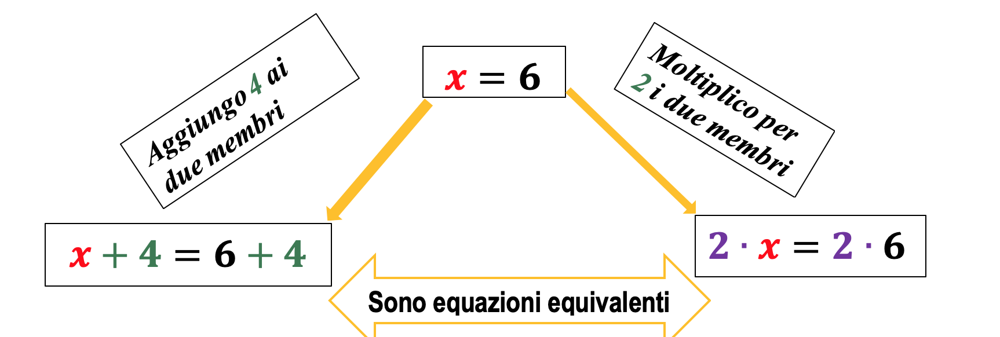 Aggiungo 4 ai
due membri
x = 6
Moltiplico per
2 i due membri
x + 4 = 6 + 4
2 · x = 2 · 6
Sono equazioni equivalenti